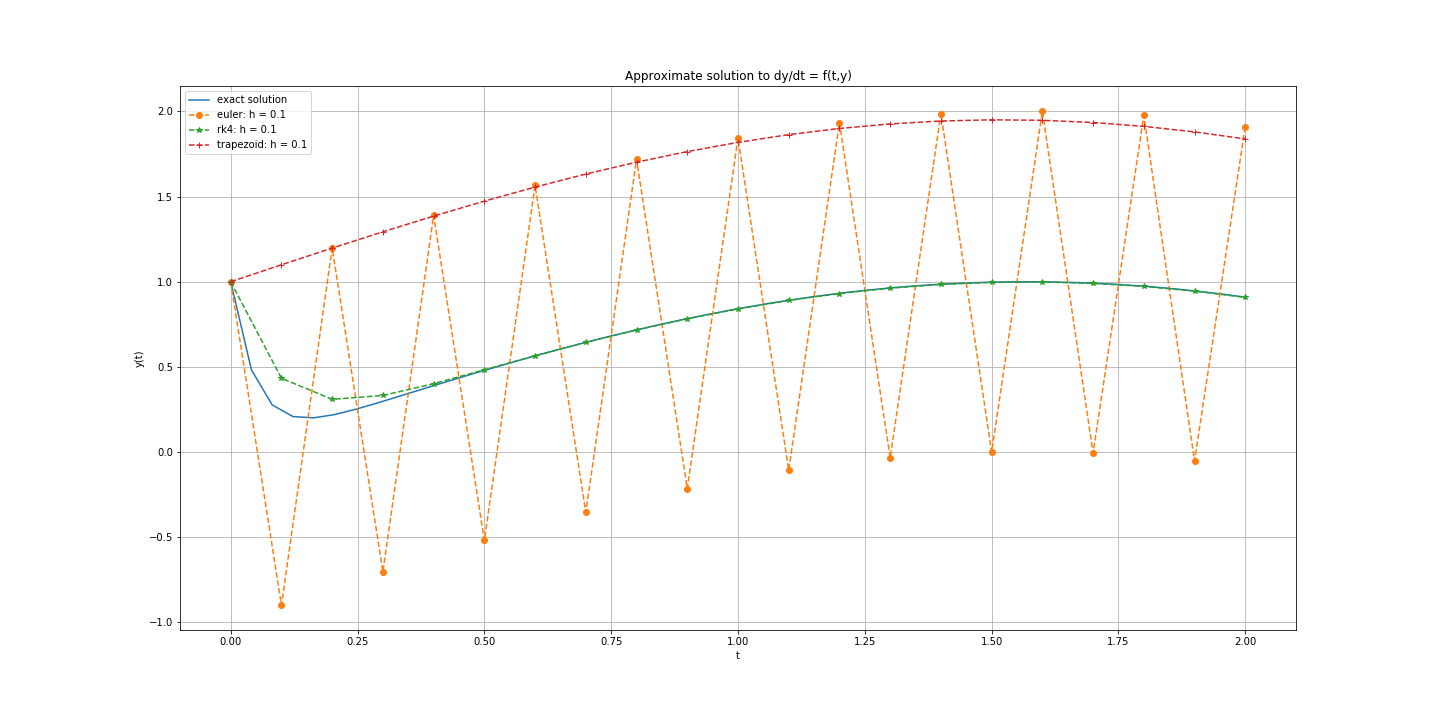 Approximate solution to dy/dt = f(t,y)
exact solution
euler: h = 0.1
rk4: h = 0.1
trapezoid: h = 0.1
2.0
1.5
1.0
0.5
0.0
−0.5
−1.0
y(t)
0.00 0.25 0.50 0.75 1.00 1.25 1.50 1.75 2.00
t